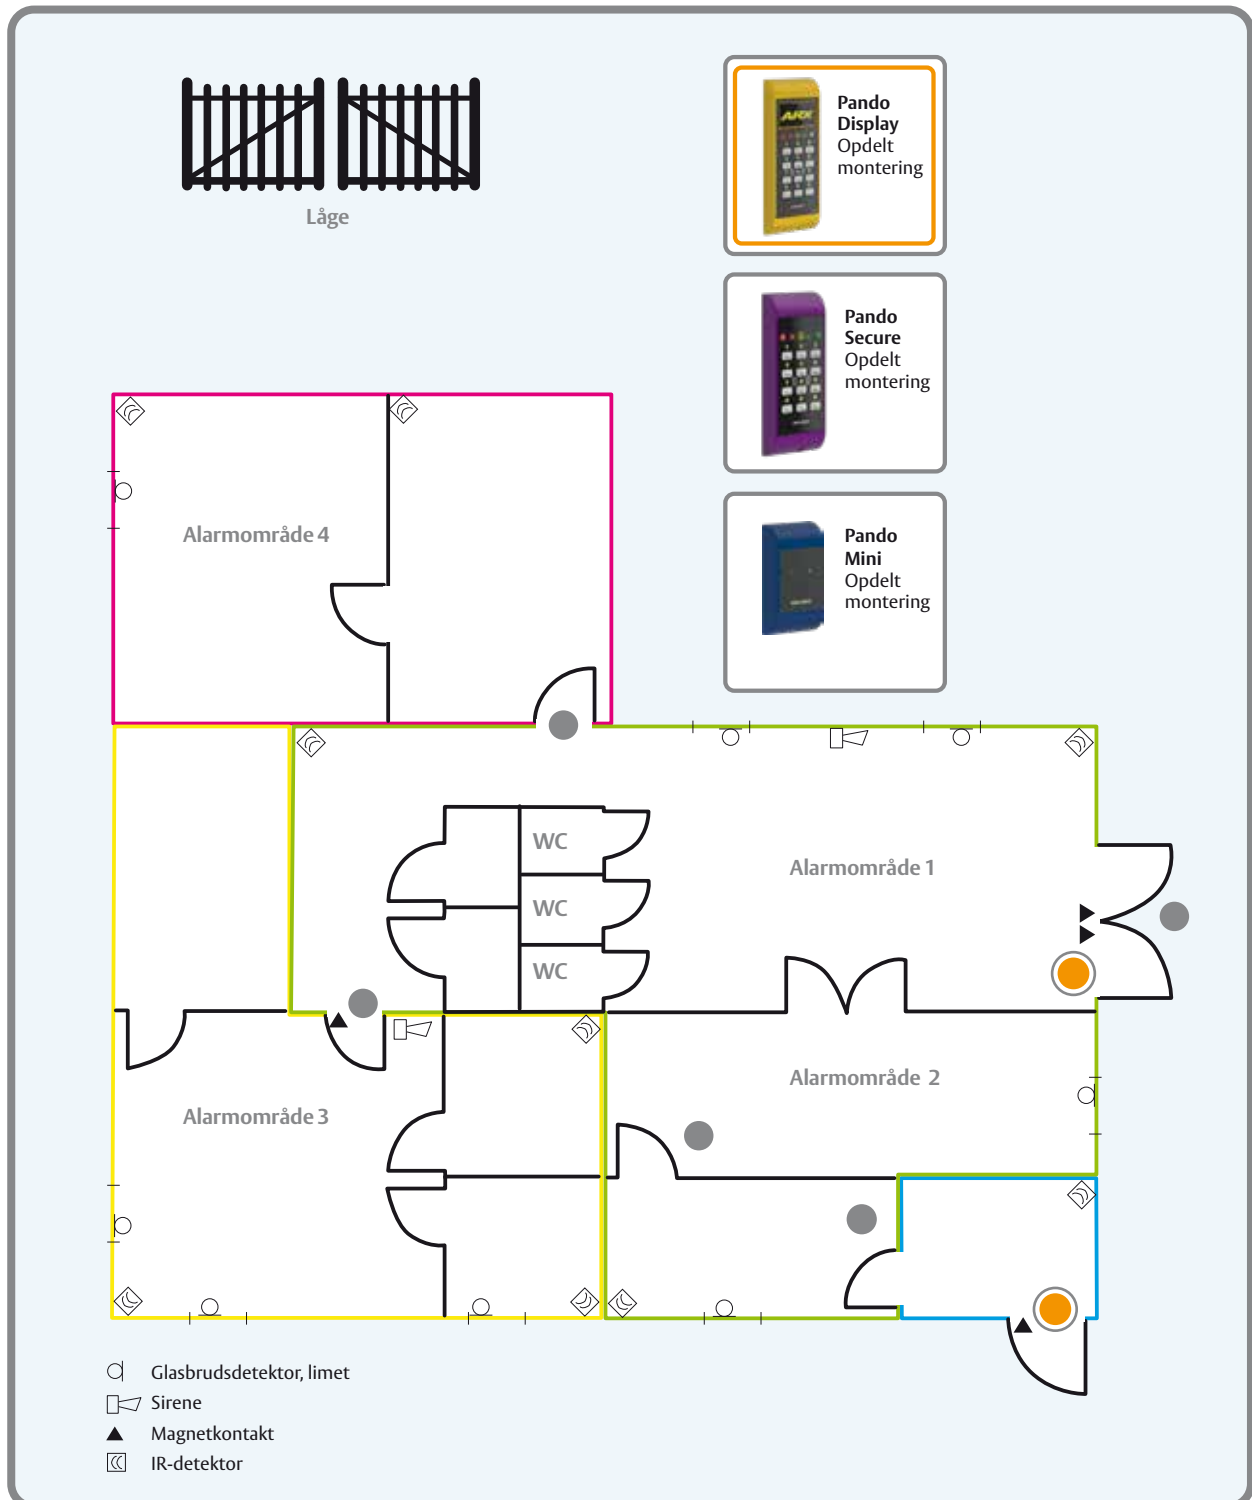 Låge
ARX
Pando
Display
Opdelt
montering
Pando
Secure
Opdelt
montering
Pando
Mini
Opdelt
montering
Alarmområde 4
WC
WC
WC
Alarmområde 1
Alarmområde 2
Alarmområde 3
Glasbrudsdetektor, limet
Sirene
Magnetkontakt
IR-detektor